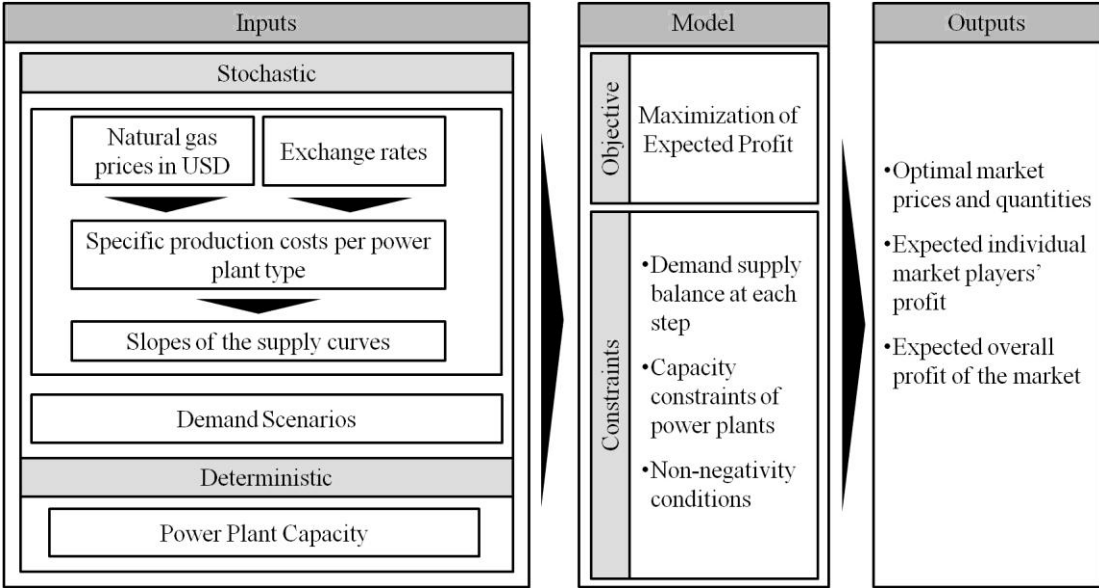 Inputs
Stochastic
Natural gas
prices in USD
Exchange rates
Specific production costs per power
plant type
Slopes of the supply curves
Demand Scenarios
Deterministic
Power Plant Capacity
Model
Objective
Maximization of
Expected Profit
Constraints
•Demand supply
balance at each
step
•Capacity
constraints of
power plants
•Non-negativity
conditions
Outputs
•Optimal market
prices and quantities
•Expected individual
market players’
profit
•Expected overall
profit of the market